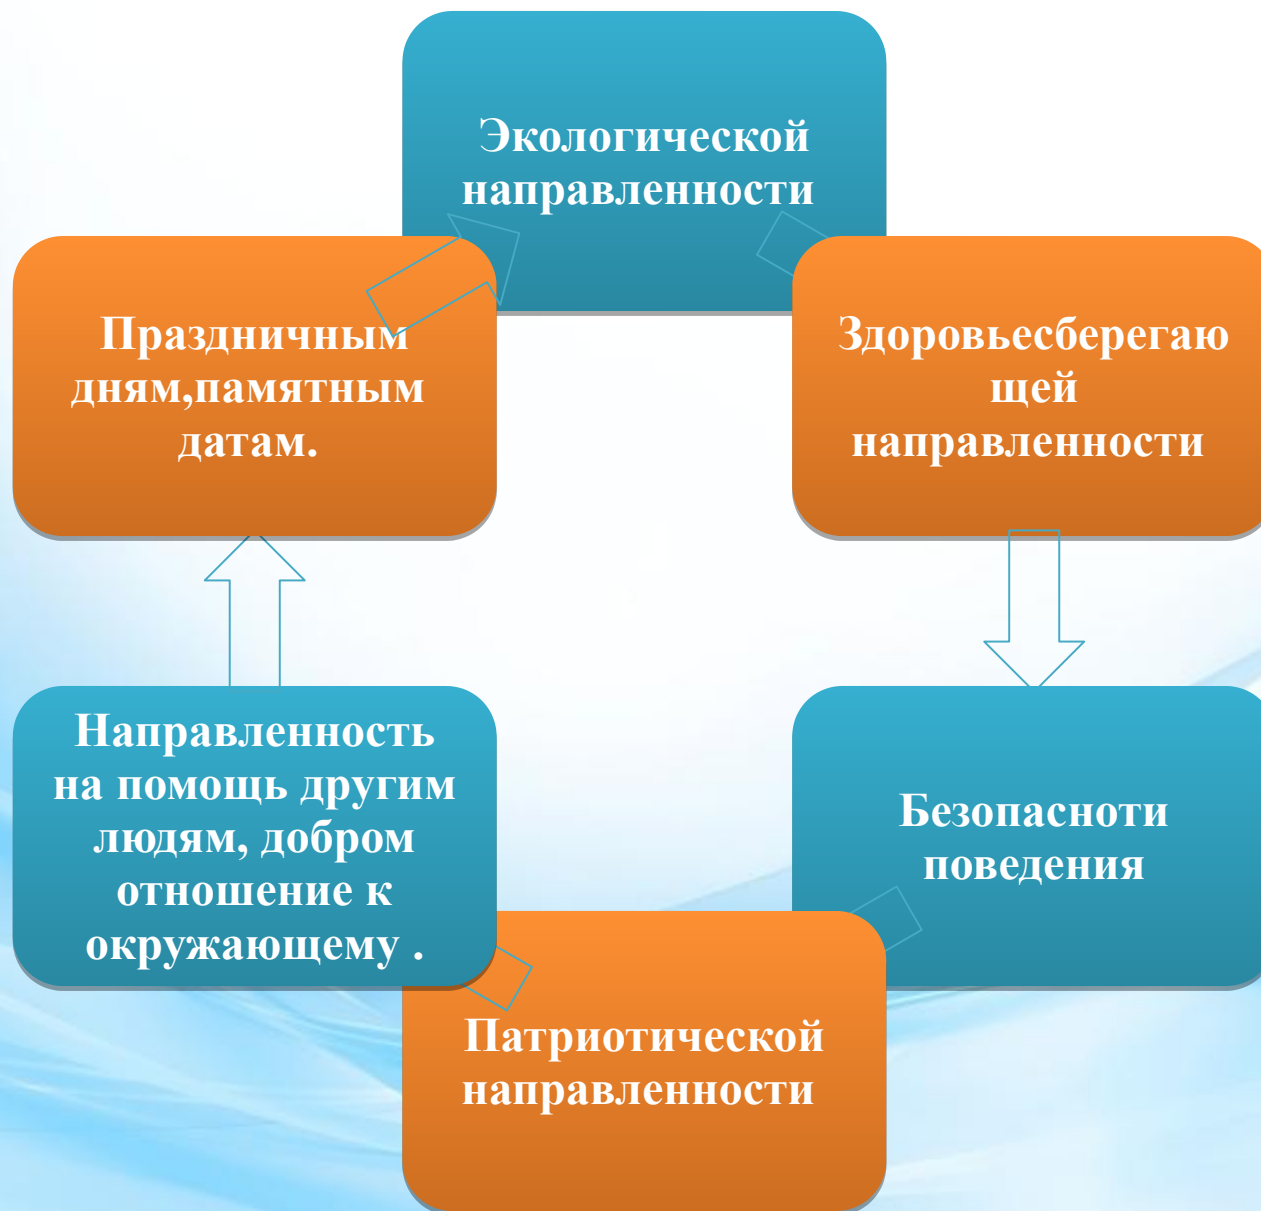 Экологической
направленности
Здоровьесберегаю
щей
направленности
Безопасноти
поведения
Патриотической
направленности
Направленность
на помощь другим
людям, добром
отношение к
окружающему .
Праздничным
дням,памятным
датам.